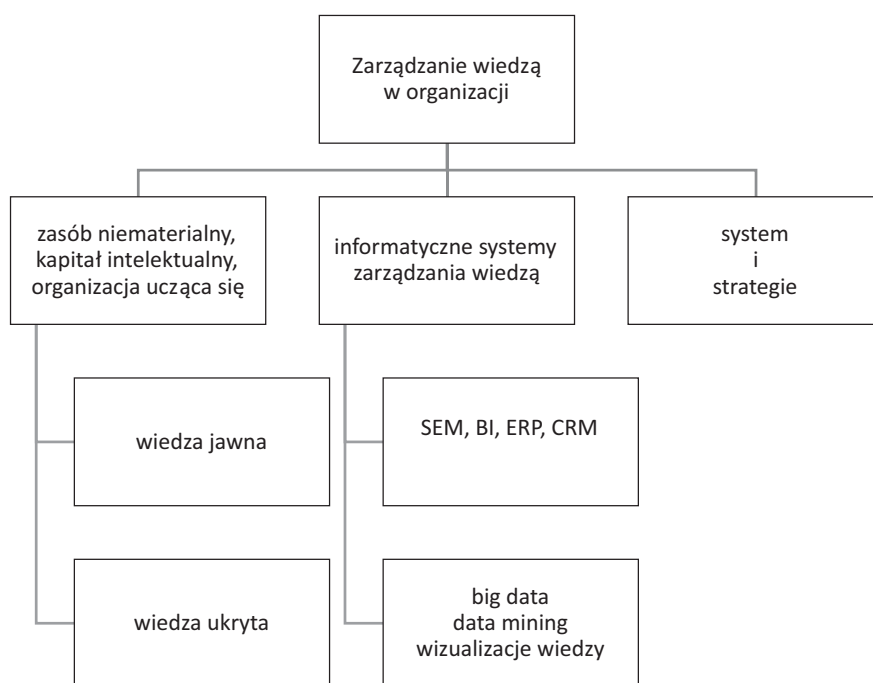 Zarządzanie wiedzą
w organizacji
zasób niematerialny,
kapitał intelektualny,
organizacja ucząca się
informatyczne systemy
zarządzania wiedzą
system
i
strategie
wiedza jawna
SEM, BI, ERP, CRM
wiedza ukryta
big data
data mining
wizualizacje wiedzy